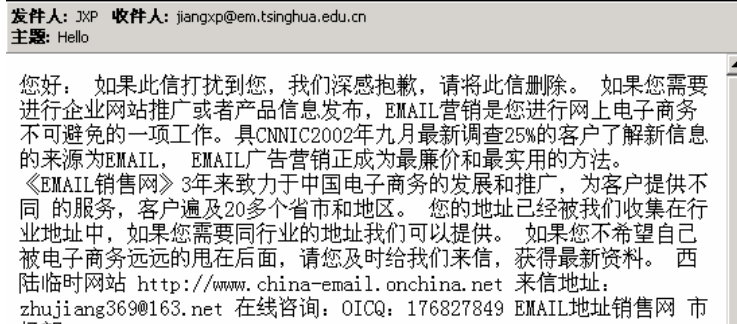 发件人: JXP 收件人: jiangxp@em.tsinghua.edu.cn
主题: Hello
您好: 如果此信打扰到您，我们深感抱歉，请将此信删除。 如果您需要
进行企业网站推广或者产品信息发布，EMAIL营销是您进行网上电子商务
不可避免的一项工作。具CNNIC2002年九月最新调查25%的客户了解新信息
的来源为EMAIL， EMAIL广告营销正成为最廉价和最实用的方法。
《EMAIL销售网》3年来致力于中国电子商务的发展和推广，为客户提供不
同 的服务，客户遍及20多个省市和地区。 您的地址已经被我们收集在行
业地址中，如果您需要同行业的地址我们可以提供。 如果您不希望自己
被电子商务远远的甩在后面，请您及时给我们来信，获得最新资料。 西
陆临时网站 http://www.china-email.onchina.net 来信地址:
zhujiang369@163.net 在线咨询: OICQ: 176827849 EMAIL地址销售网 市